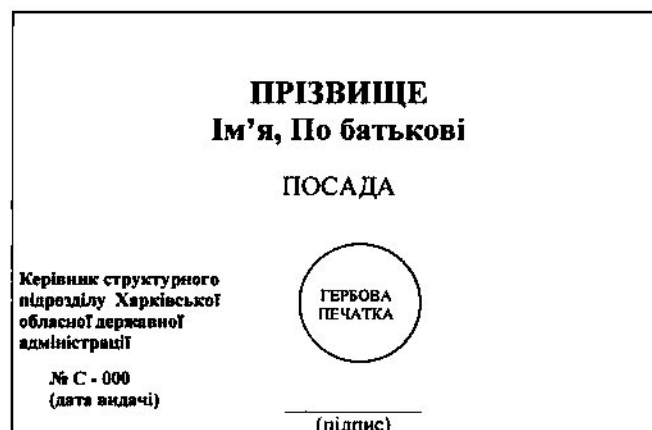 ПРІЗВИЩЕ
Ім’я, По батькові
ПОСАДА
Керівник структурного
підрозділу Харківської
обласної державної
адміністрації
ГЕРБОВА
ПЕЧАТКА
№ С - 000
(дата видачі)
(підпис)